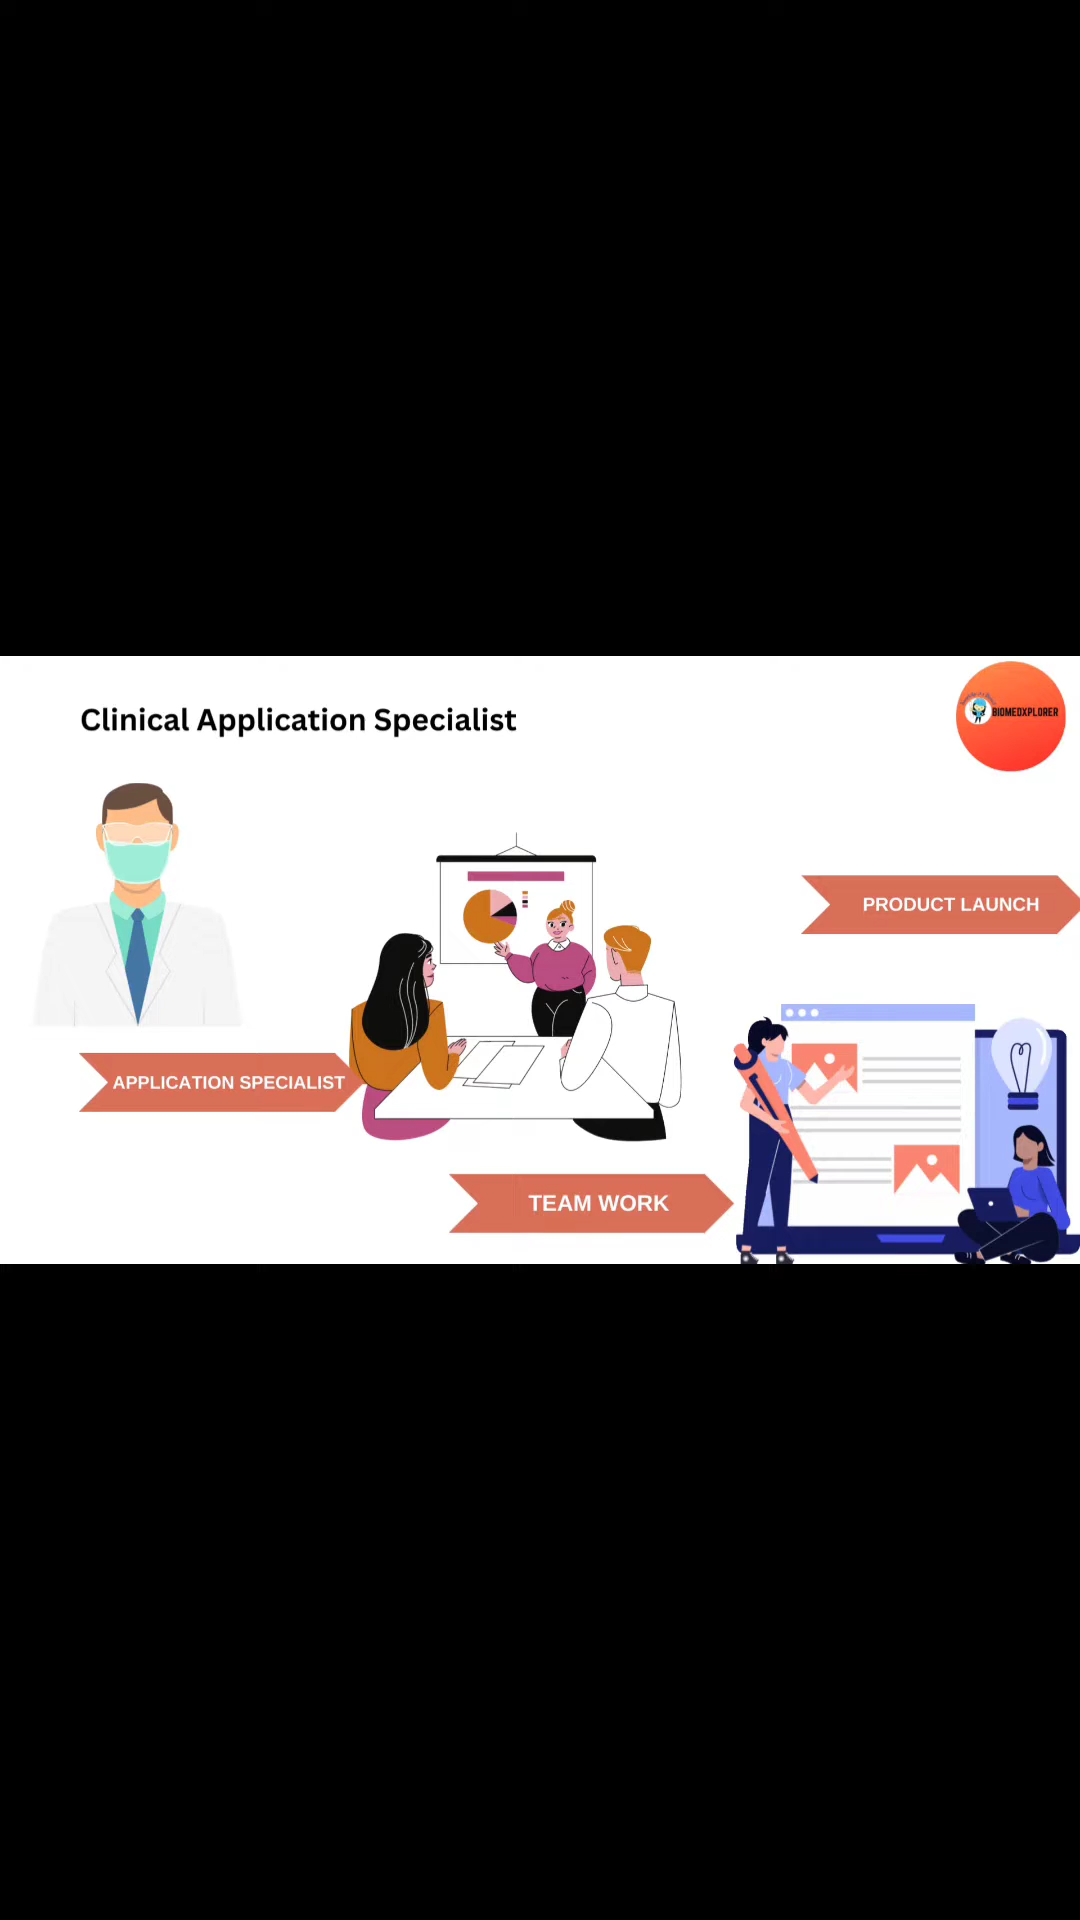 Clinical Application Specialist
BIOMEDXPLORER
PRODUCT LAUNCH
APPLICATION SPECIALIST
TEAM WORK